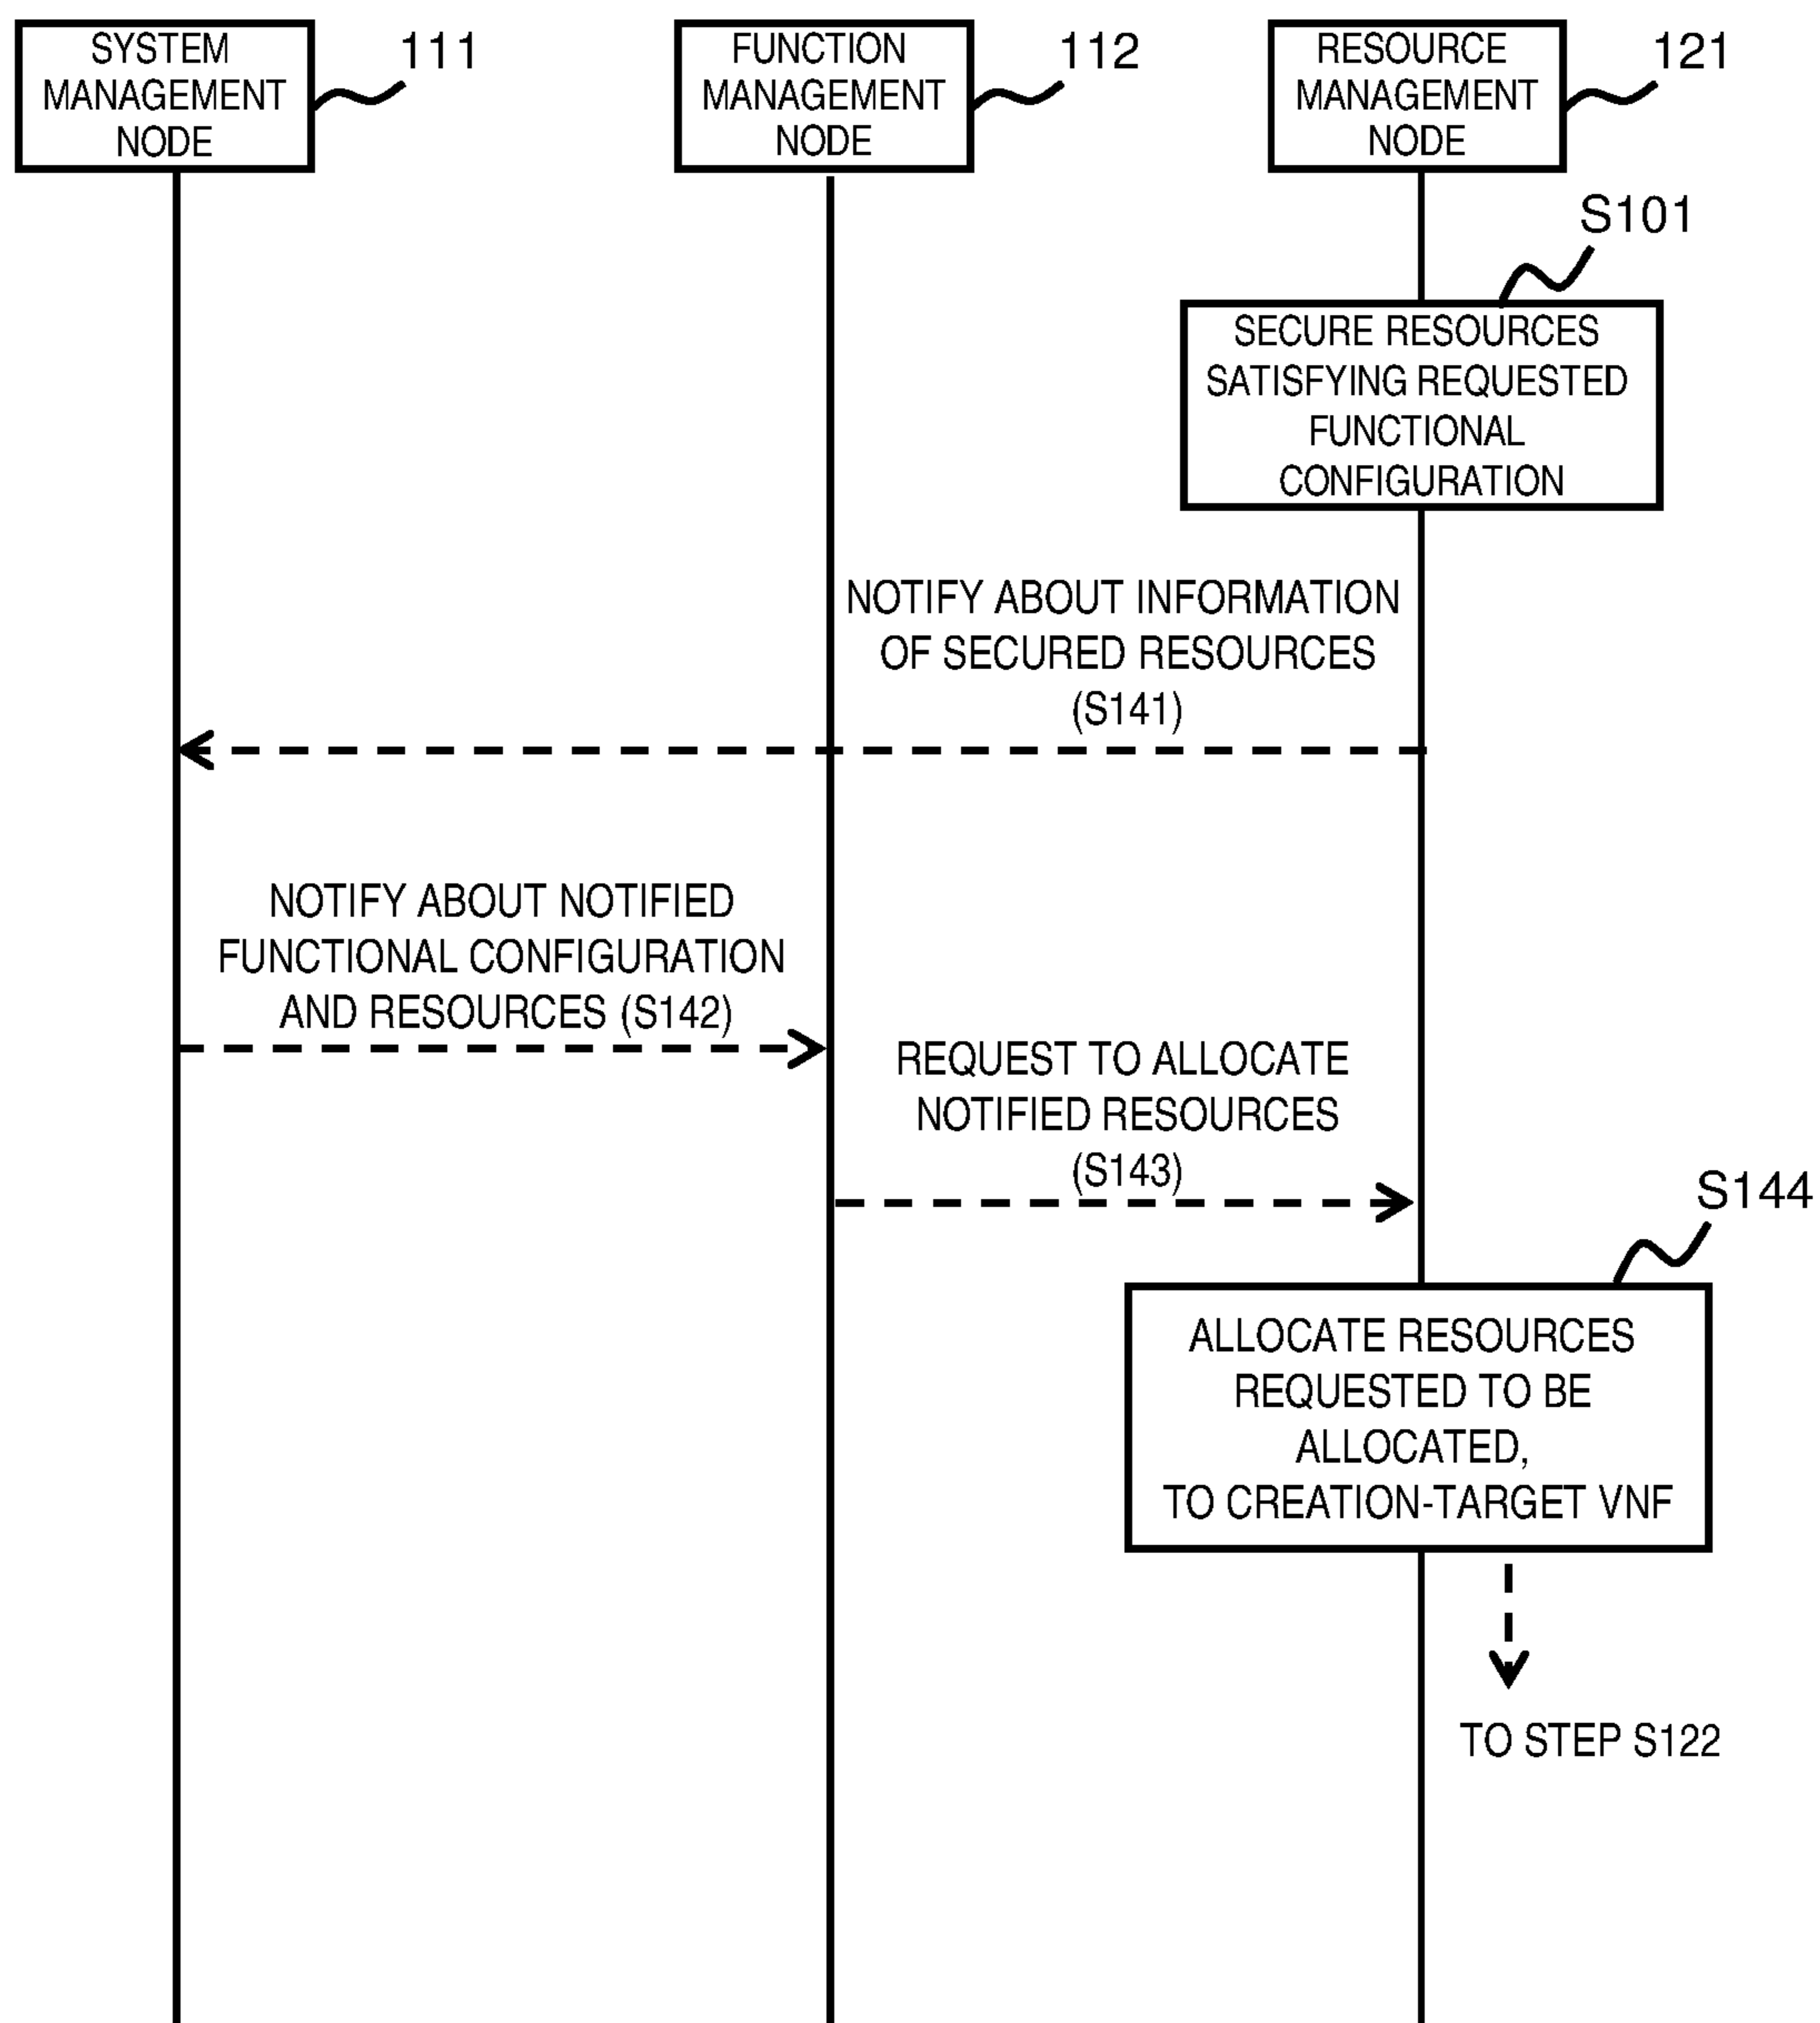 SYSTEM
MANAGEMENT
NODE
111
FUNCTION
MANAGEMENT
NODE
112
RESOURCE
MANAGEMENT
NODE
121
S101
SECURE RESOURCES
SATISFYING REQUESTED
FUNCTIONAL
CONFIGURATION
NOTIFY ABOUT INFORMATION
OF SECURED RESOURCES
(S141)
NOTIFY ABOUT NOTIFIED
FUNCTIONAL CONFIGURATION
AND RESOURCES (S142)
REQUEST TO ALLOCATE
NOTIFIED RESOURCES
(S143)
S144
ALLOCATE RESOURCES
REQUESTED TO BE
ALLOCATED,
TO CREATION-TARGET VNF
TO STEP S122